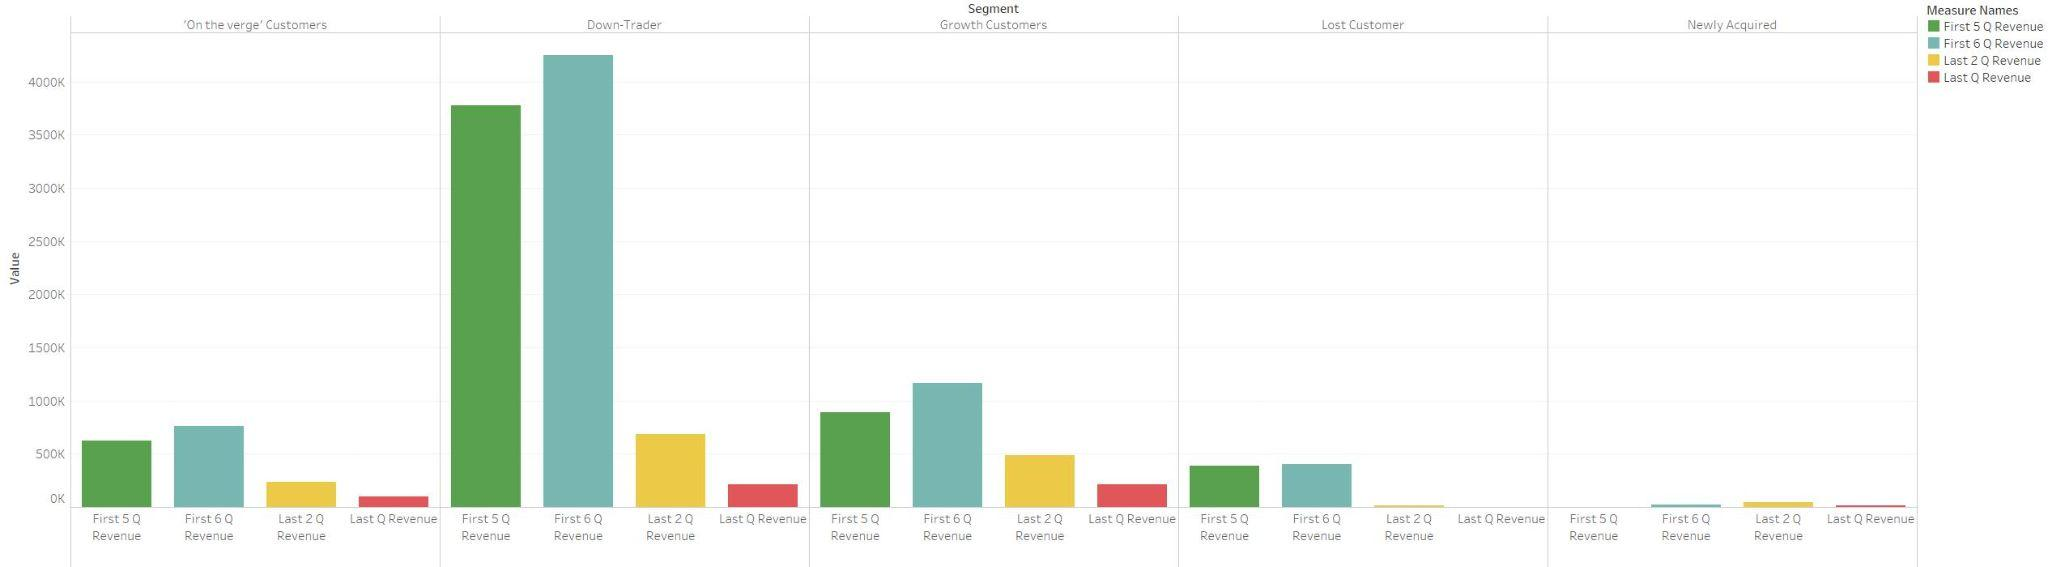 Segment
'On the verge' Customers
Down-Trader
Growth Customers
Lost Customer
Newly Acquired
Measure Names
First 5 Q Revenue
First 6 Q Revenue
Last 2 Q Revenue
Last Q Revenue
Value
4000K
3500K
3000K
2500K
2000K
1500K
1000K
500K
0K
First 5 Q
Revenue
First 6 Q
Revenue
Last 2 Q
Revenue
Last Q Revenue
First 5 Q
Revenue
First 6 Q
Revenue
Last 2 Q
Revenue
Last Q Revenue
First 5 Q
Revenue
First 6 Q
Revenue
Last 2 Q
Revenue
Last Q Revenue
First 5 Q
Revenue
First 6 Q
Revenue
Last 2 Q
Revenue
Last Q Revenue
First 5 Q
Revenue
First 6 Q
Revenue
Last 2 Q
Revenue
Last Q Revenue